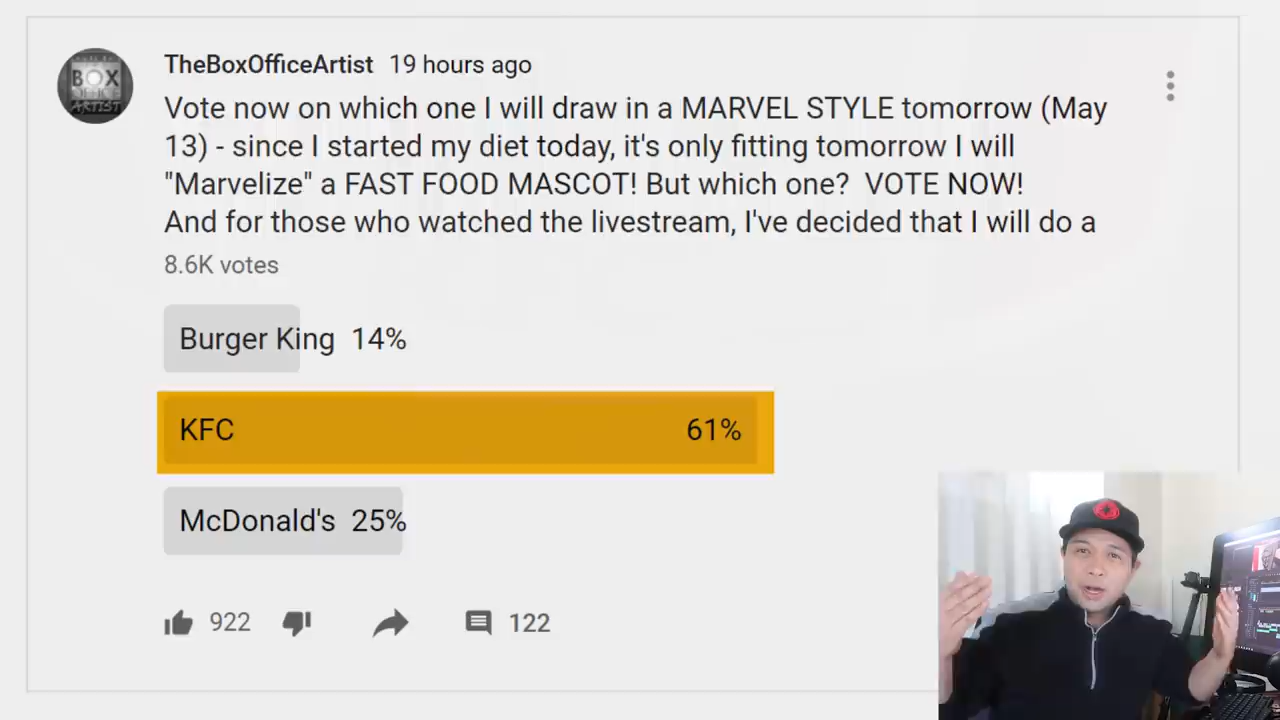 BOX
OFFICE
ARTIST
TheBoxOfficeArtist 19 hours ago
Vote now on which one I will draw in a MARVEL STYLE tomorrow (May
13) - since I started my diet today, it's only fitting tomorrow I will
"Marvelize" a FAST FOOD MASCOT! But which one? VOTE NOW!
And for those who watched the livestream, I've decided that I will do a
8.6K votes
Burger King 14%
KFC 61%
McDonald's 25%
922 122